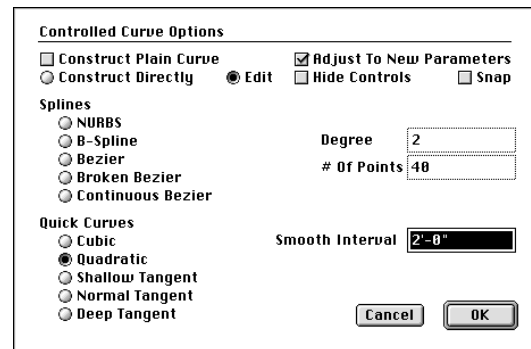 Controlled Curve Options
Construct Plain Curve
Adjust To New Parameters
Construct Directly
Edit
Hide Controls
Snap
Splines
NURBS
B-Spline
Bezier
Broken Bezier
Continuous Bezier
Degree 2
# Of Points 40
Quick Curves
Cubic
Quadratic
Shallow Tangent
Normal Tangent
Deep Tangent
Smooth Interval 2'-0"
Cancel
OK